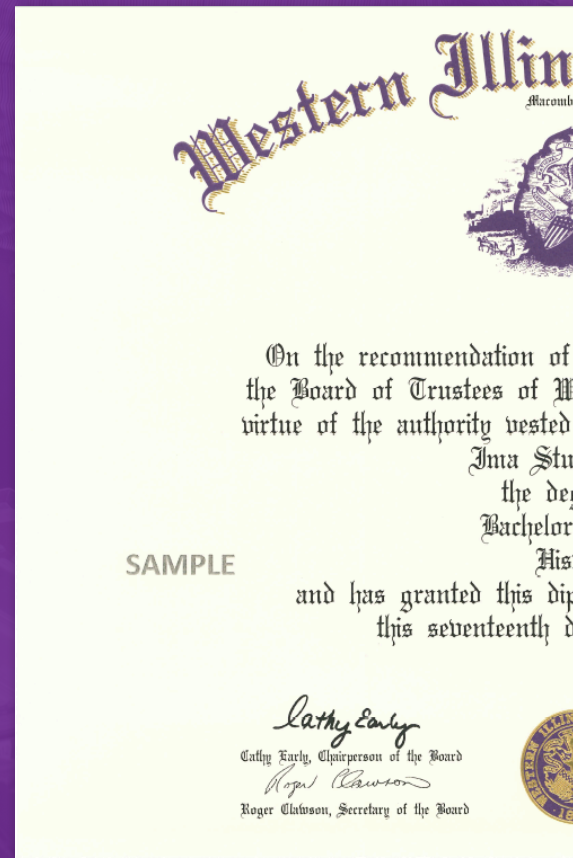 Western Illin
Macomb
On the recommendation of
the Board of Trustees of W
virtue of the authority vested
Ima Stu
the deg
Bachelor
His
SAMPLE
and has granted this dip
this seventeenth d
Cathy Early
Cathy Early, Chairperson of the Board
Roger Clawson
Roger Clawson, Secretary of the Board
WESTERN ILLIN